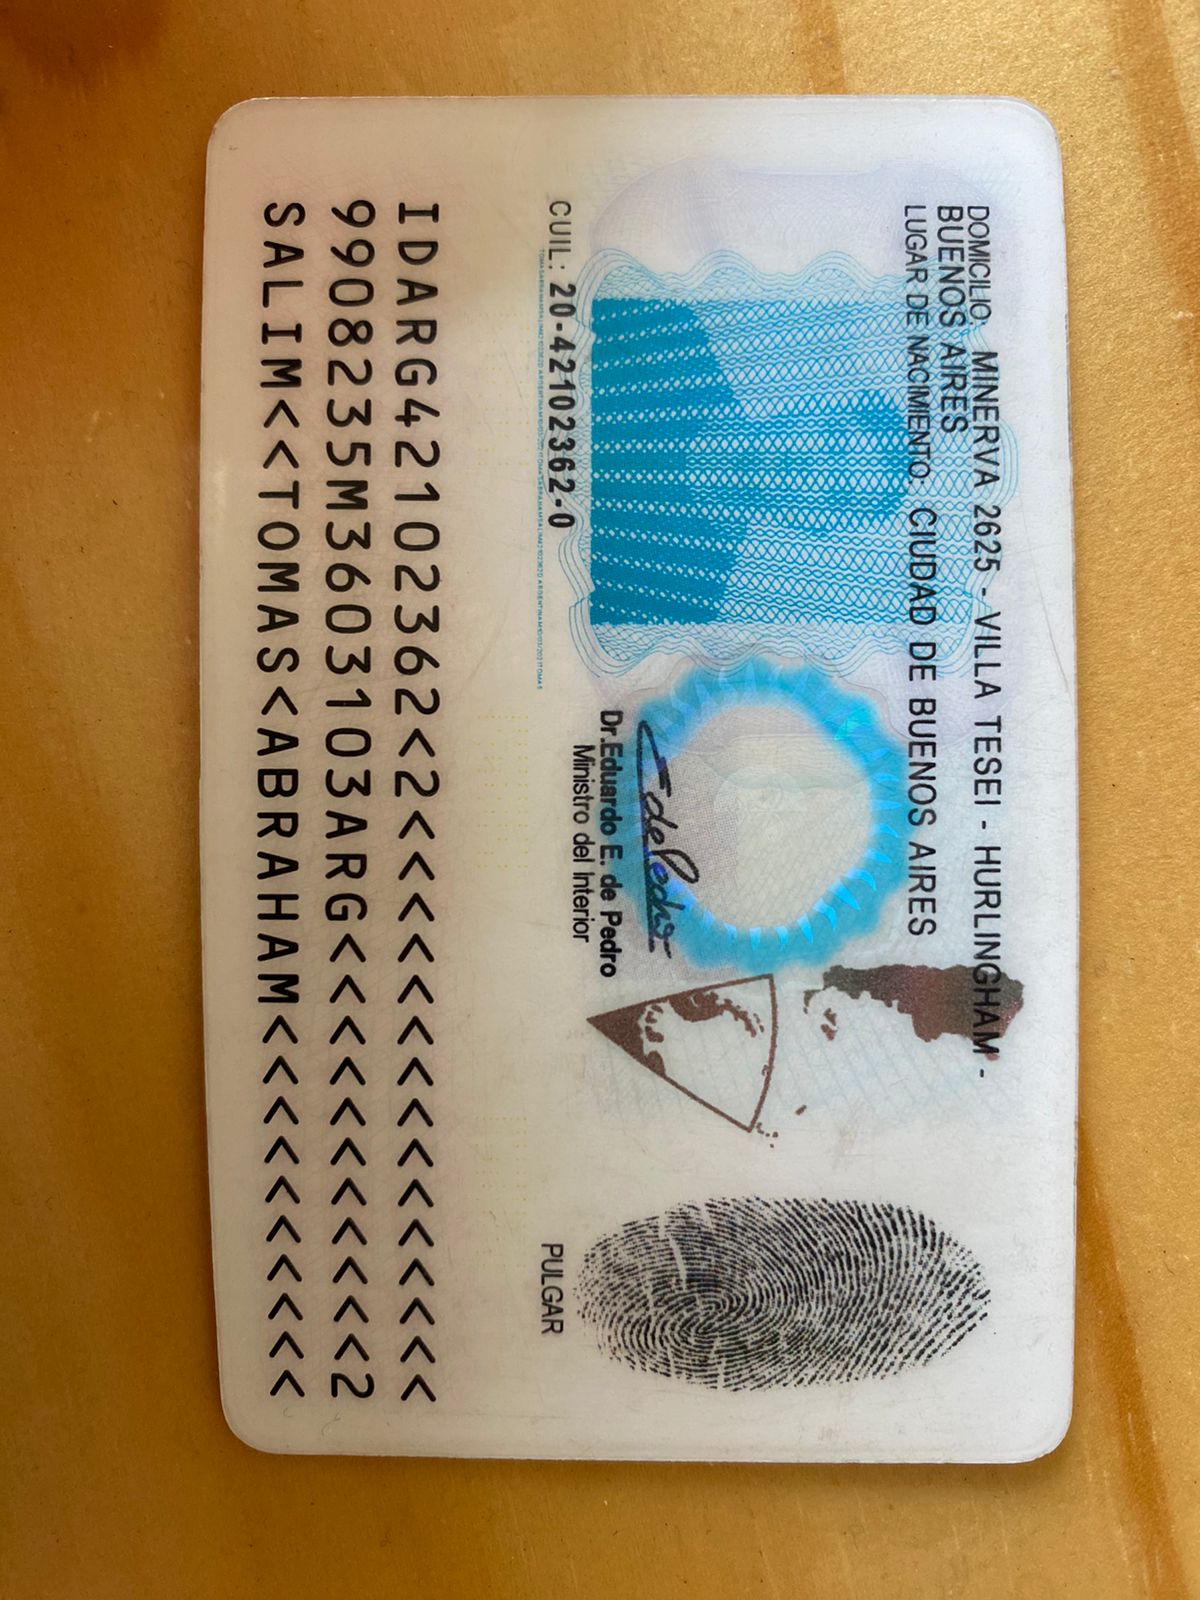 DOMICILIO: MINERVA 2625 - VILLA TESEI - HURLINGHAM -
BUENOS AIRES
LUGAR DE NACIMIENTO: CIUDAD DE BUENOS AIRES
Dr.Eduardo E. de Pedro
Ministro del Interior
CUIL: 20-42102362-0
PULGAR
IDARG42102362<2<<<<<<<<<<<<<<<
9908235M3603103ARG<<<<<<<<<<<2
SALIM<<TOMAS<ABRAHAM<<<<<<<<<<